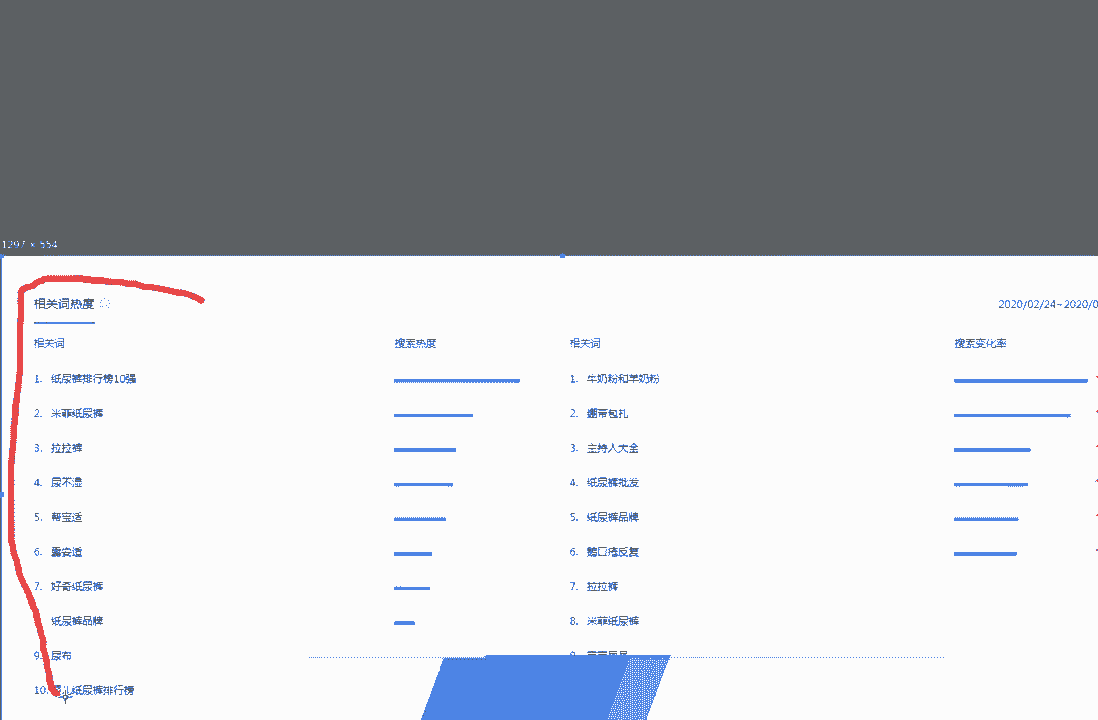 1297 × 554
相关词热度
2020/02/24~2020/0
相关词 搜索热度 相关词 搜索变化率
1. 纸尿裤排行榜10强 1. 牛奶粉和羊奶粉
2. 米菲纸尿裤 2. 绷带包扎
3. 拉拉裤 3. 主持人大全
4. 尿不湿 4. 纸尿裤批发
5. 帮宝适 5. 纸尿裤品牌
6. 露安适 6. 鹅口疮反复
7. 好奇纸尿裤 7. 拉拉裤
纸尿裤品牌 8. 米菲纸尿裤
9. 尿布 9.
10. 婴儿纸尿裤排行榜